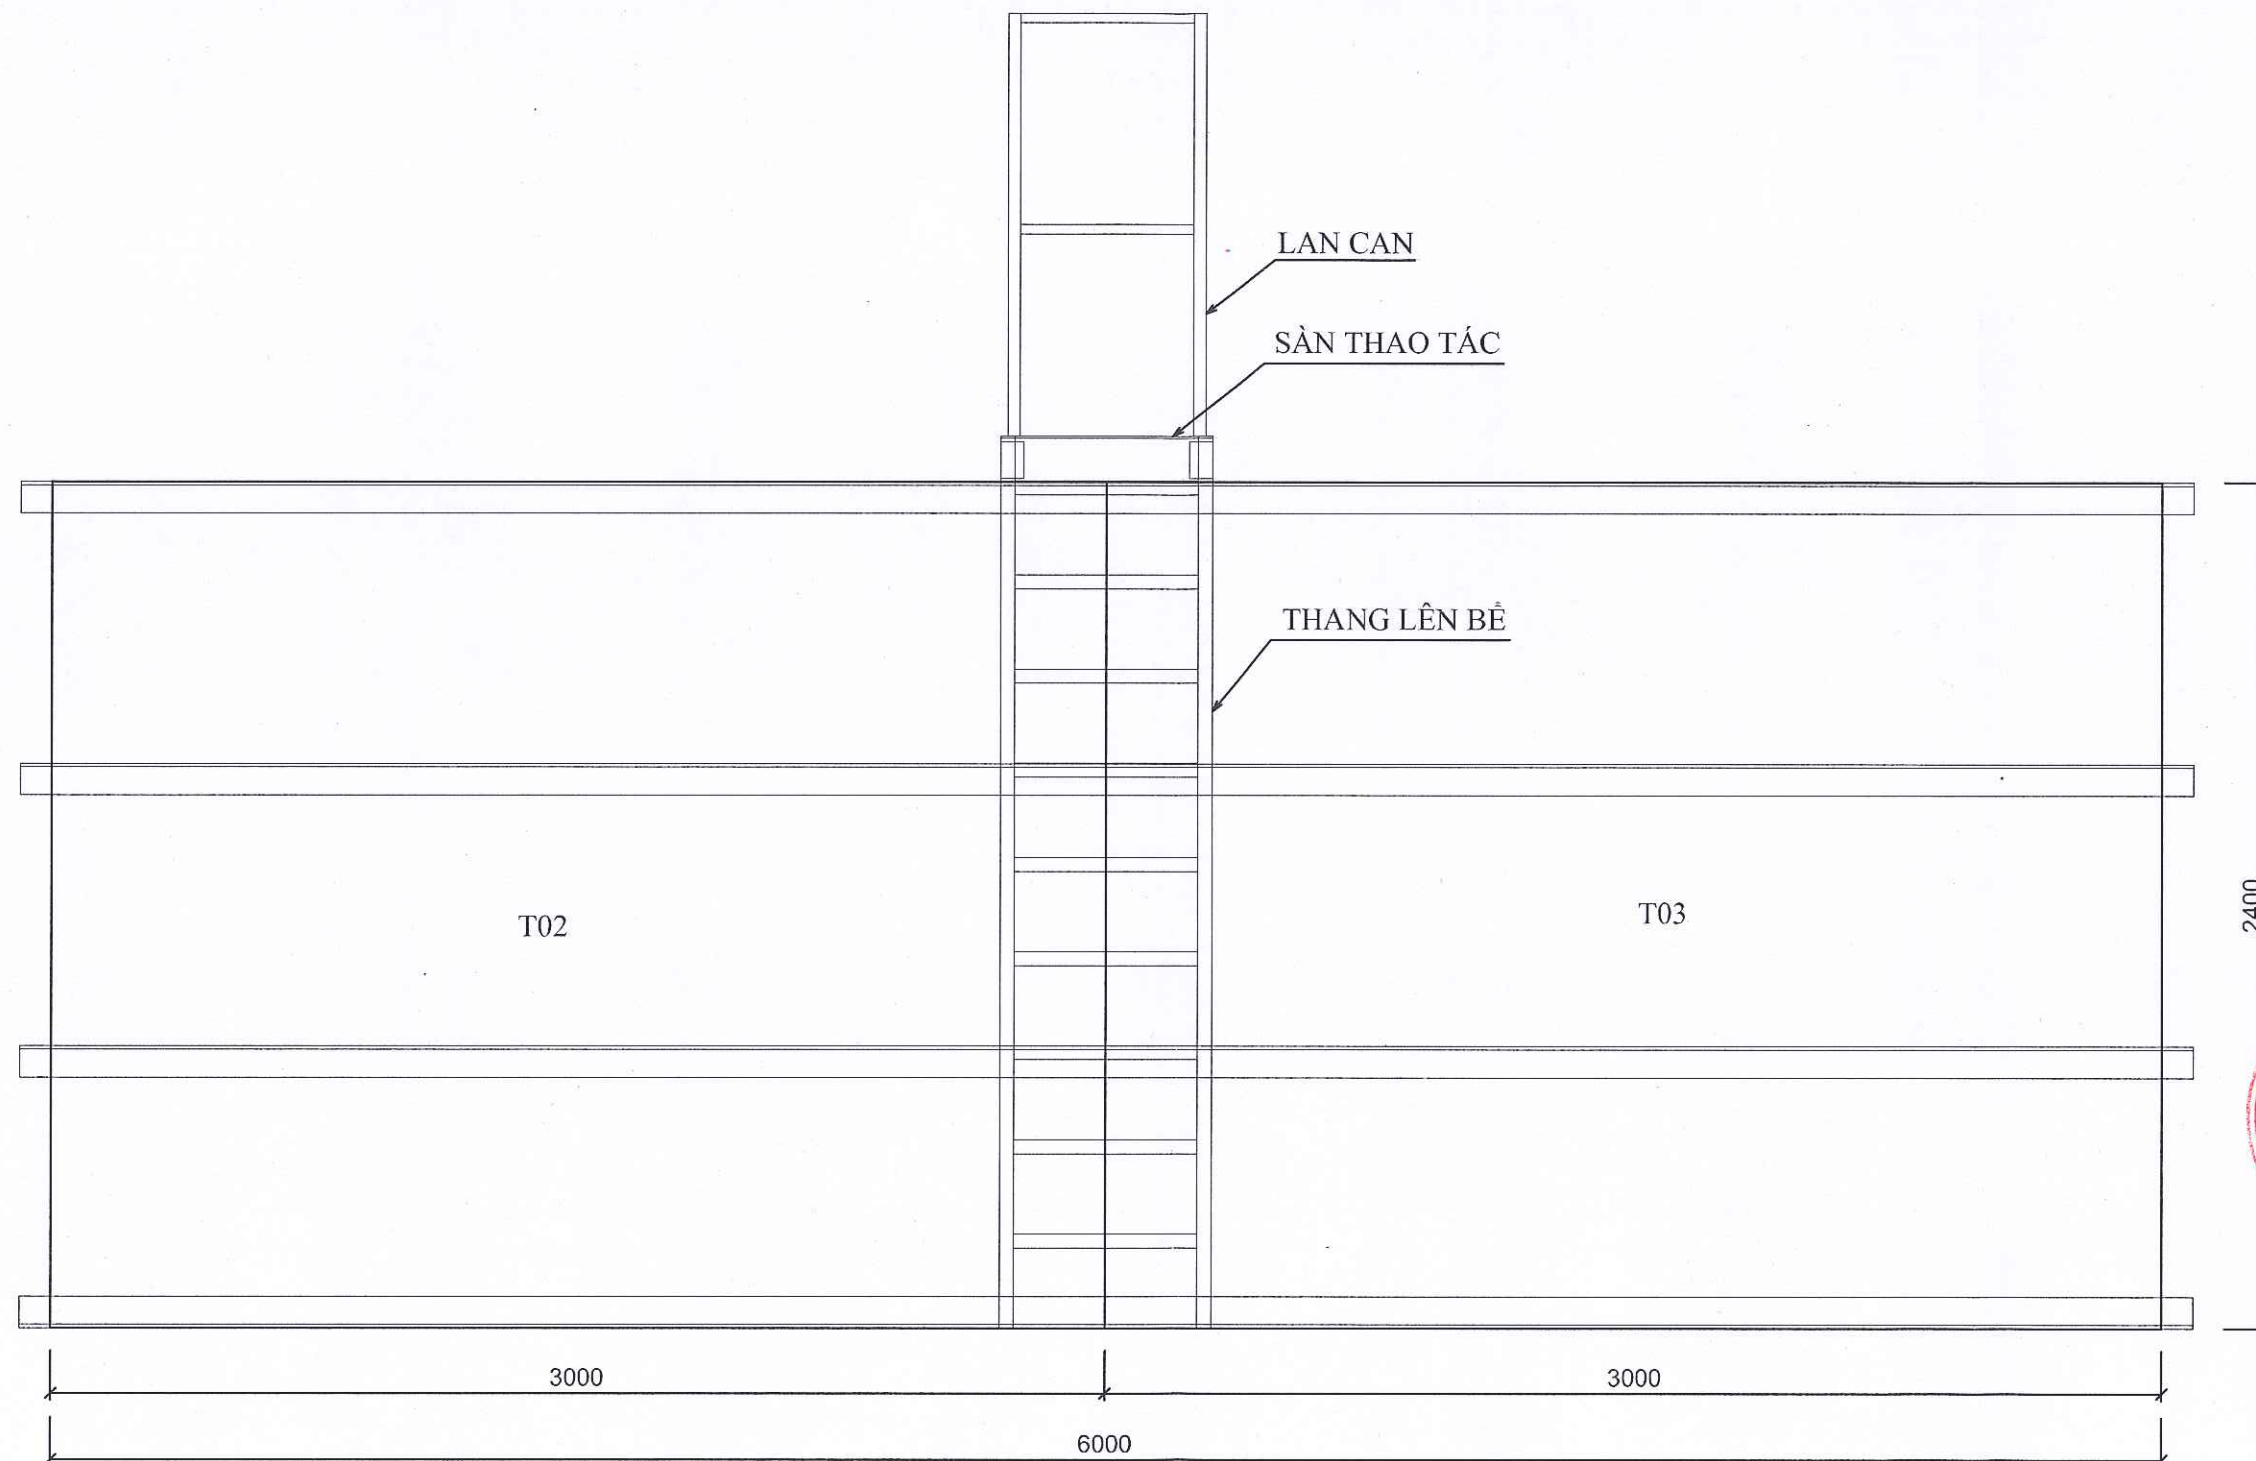 LAN CAN
SÀN THAO TÁC
THANG LÊN BỂ
T02
T03
2400
3000
3000
6000